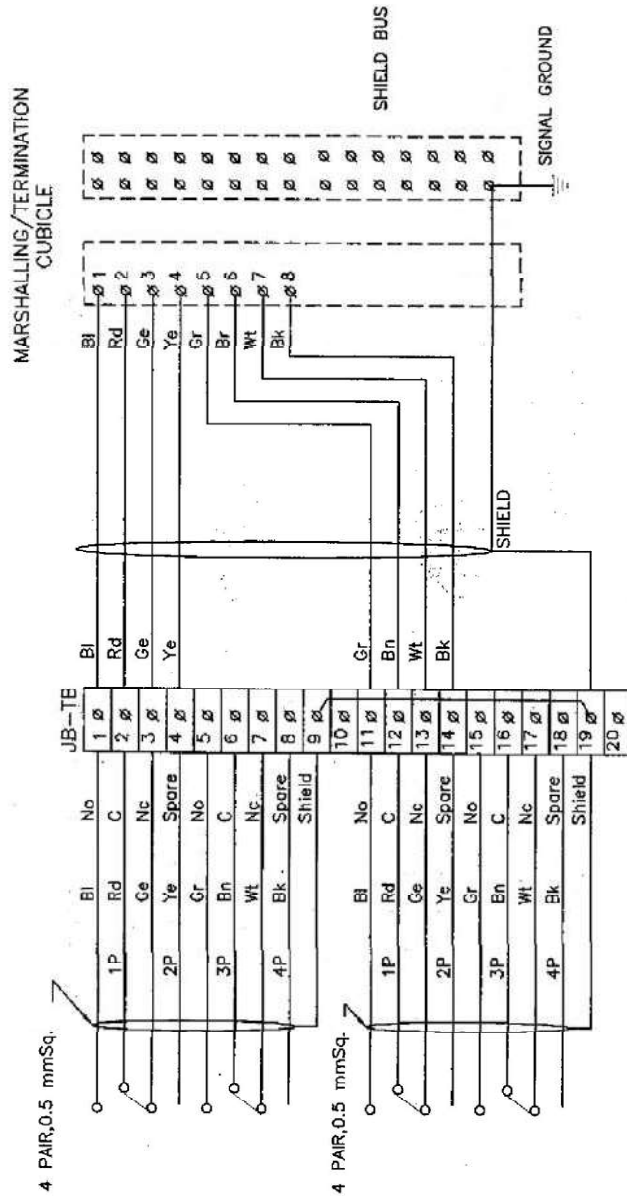 MARSHALLING/TERMINATION
CUBICLE
SHIELD BUS
SIGNAL GROUND
Bl 1
Rd 2
Ge 3
Ye 4
Gr 5
Br 6
Wt 7
Bk 8
SHIELD
Bl
Rd
Ge
Ye
Gr
Bn
Wt
Bk
JB-TB
4 PAIR,0.5 mmSq.
Bl No 1
1P Rd C 2
Ge Nc 3
2P Ye Spare 4
Gr No 5
3P Bn C 6
Wt Nc 7
4P Bk Spare 8
Shield 9
10
4 PAIR,0.5 mmSq.
Bl No 11
1P Rd C 12
Ge Nc 13
2P Ye Spare 14
Gr No 15
3P Bn C 16
Wt Nc 17
4P Bk Spare 18
Shield 19
20